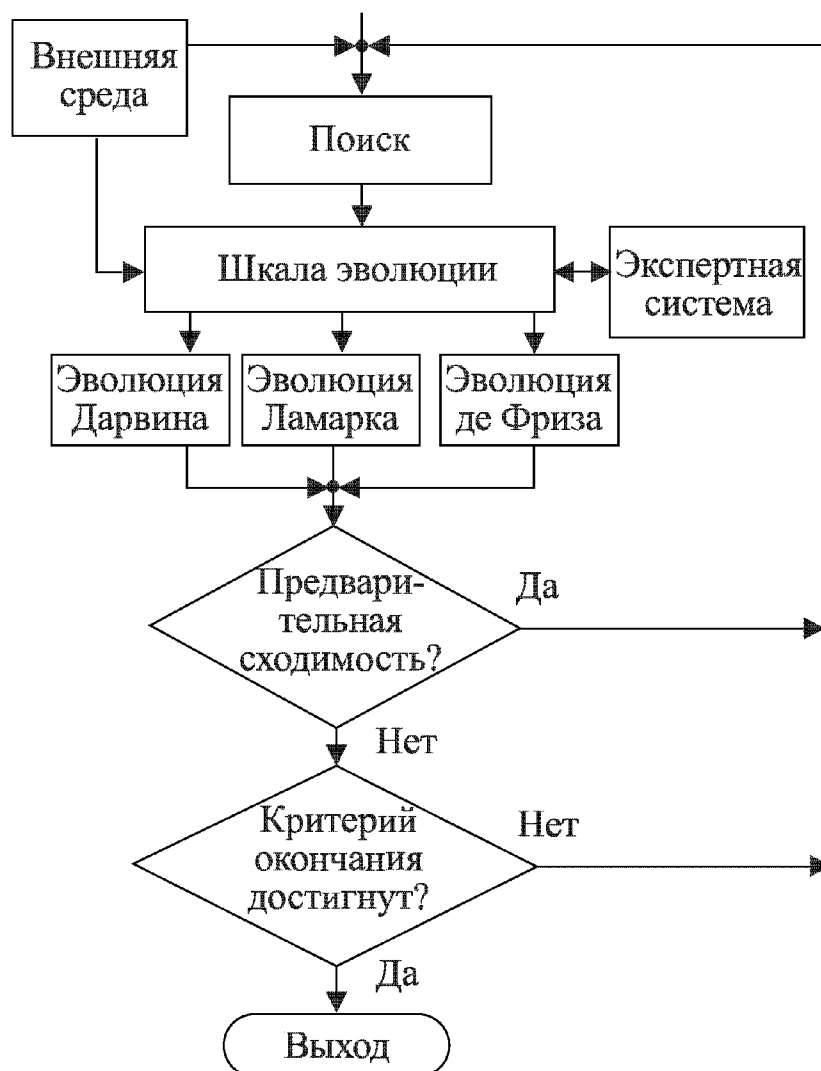 Внешняя
среда
Поиск
Шкала эволюции
Экспертная
система
Эволюция
Дарвина
Эволюция
Ламарка
Эволюция
де Фриза
Предвари-
тельная
сходимость?
Да
Нет
Критерий
окончания
достигнут?
Нет
Да
Выход